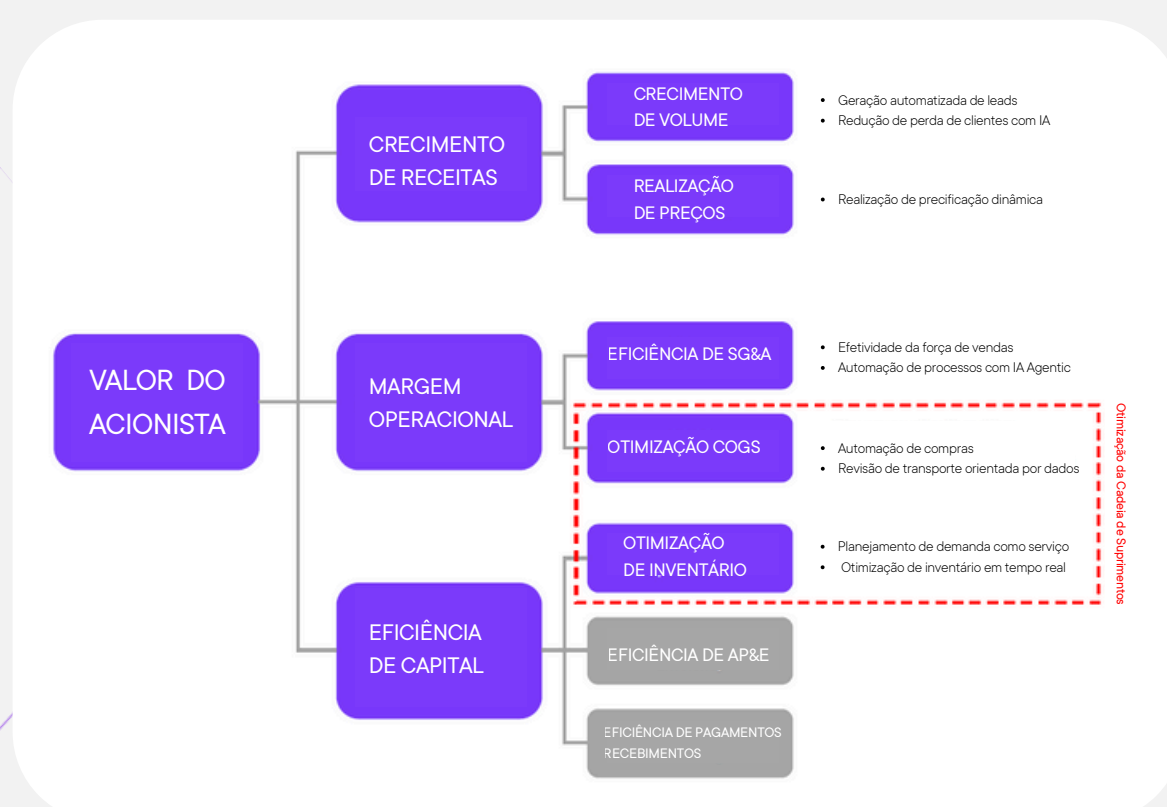 CRECIMENTO
DE VOLUME
• Geração automatizada de leads
• Redução de perda de clientes com IA
CRECIMENTO
DE RECEITAS
REALIZAÇÃO
DE PREÇOS
• Realização de precificação dinâmica
VALOR DO
ACIONISTA
MARGEM
OPERACIONAL
EFICIÊNCIA DE SG&A
• Efetividade da força de vendas
• Automação de processos com IA Agentic
OTIMIZAÇÃO COGS
• Automação de compras
• Revisão de transporte orientada por dados
Otimização da Cadeia de Suprimentos
OTIMIZAÇÃO
DE INVENTÁRIO
• Planejamento de demanda como serviço
• Otimização de inventário em tempo real
EFICIÊNCIA
DE CAPITAL
EFICIÊNCIA DE AP&E
EFICIÊNCIA DE PAGAMENTOS
RECEBIMENTOS